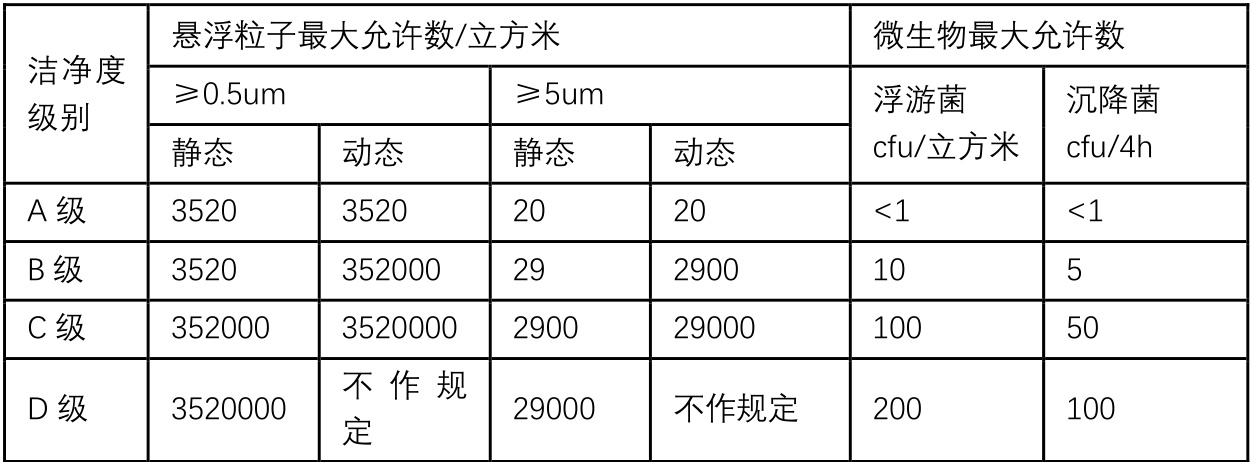 洁净度级别 悬浮粒子最大允许数/立方米 微生物最大允许数
≥0.5um ≥5um 浮游菌 cfu/立方米 沉降菌 cfu/4h
静态 动态 静态 动态
A 级 3520 3520 20 20 <1 <1
B 级 3520 352000 29 2900 10 5
C 级 352000 3520000 2900 29000 100 50
D 级 3520000 不作规定 29000 不作规定 200 100